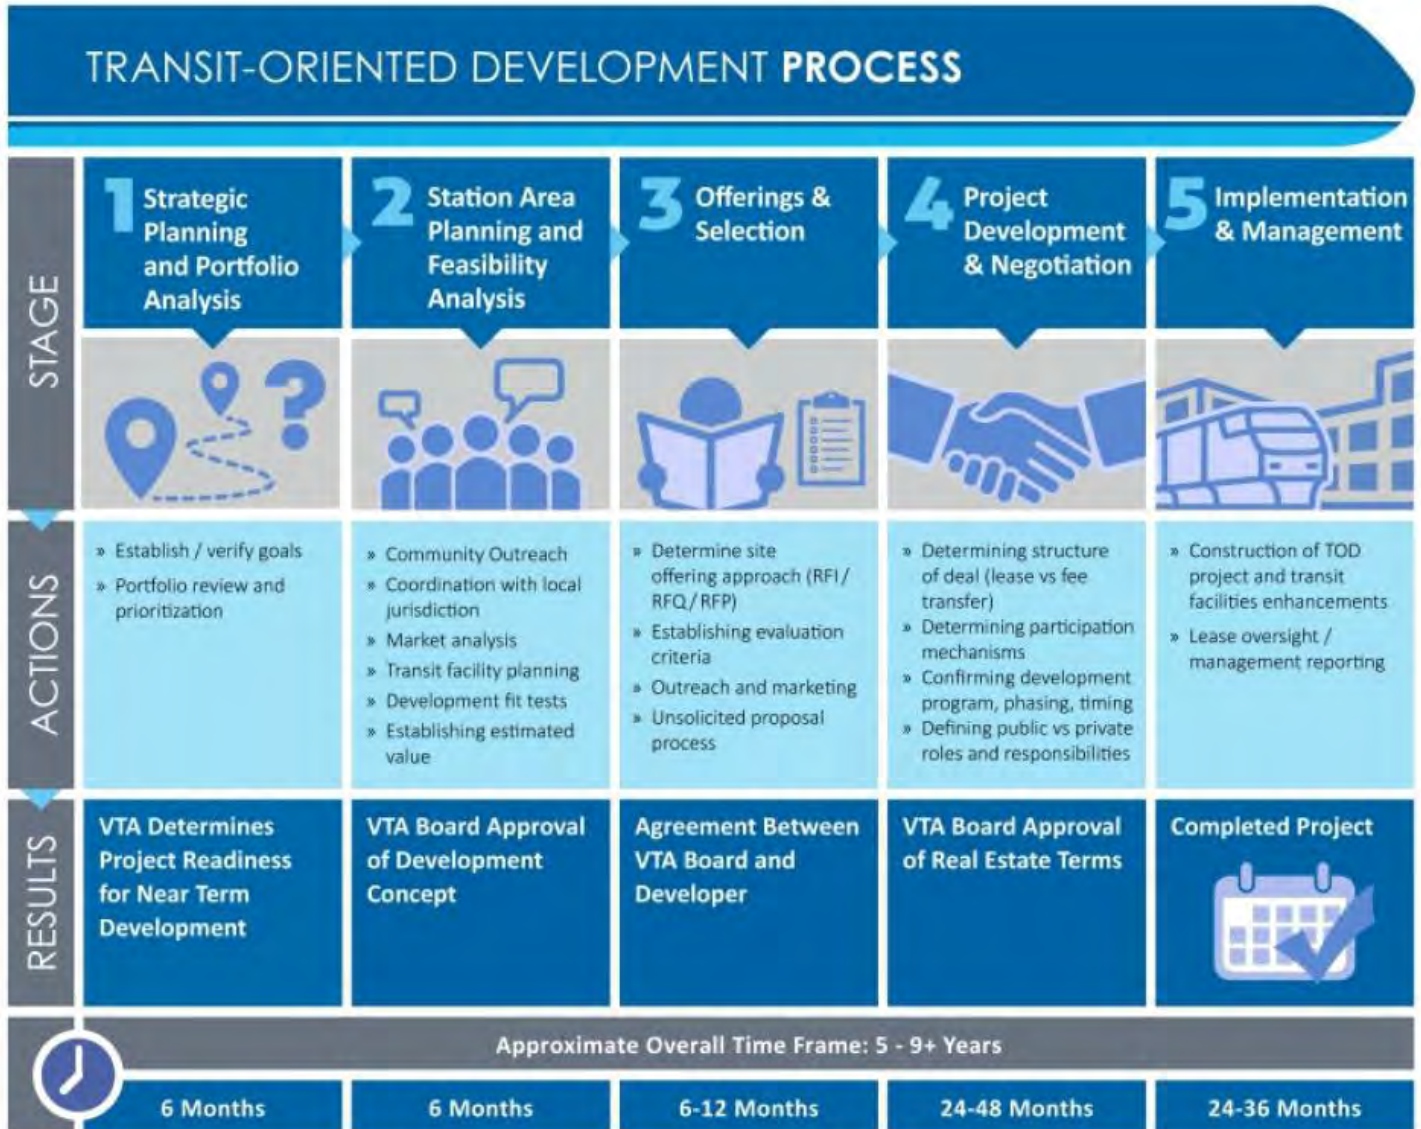 TRANSIT-ORIENTED DEVELOPMENT PROCESS
STAGE
1 Strategic
Planning
and Portfolio
Analysis
2 Station Area
Planning and
Feasibility
Analysis
3 Offerings &
Selection
4 Project
Development
& Negotiation
5 Implementation
& Management
?
ACTIONS
» Establish / verify goals
» Portfolio review and
prioritization
» Community Outreach
» Coordination with local
jurisdiction
» Market analysis
» Transit facility planning
» Development fit tests
» Establishing estimated
value
» Determine site
offering approach (RFI/
RFQ/RFP)
» Establishing evaluation
criteria
» Outreach and marketing
» Unsolicited proposal
process
» Determining structure
of deal (lease vs fee
transfer)
» Determining participation
mechanisms
» Confirming development
program, phasing, timing
» Defining public vs private
roles and responsibilities
» Construction of TOD
project and transit
facilities enhancements
» Lease oversight /
management reporting
RESULTS
VTA Determines
Project Readiness
for Near Term
Development
VTA Board Approval
of Development
Concept
Agreement Between
VTA Board and
Developer
VTA Board Approval
of Real Estate Terms
Completed Project
Approximate Overall Time Frame: 5 - 9+ Years
6 Months
6 Months
6-12 Months
24-48 Months
24-36 Months